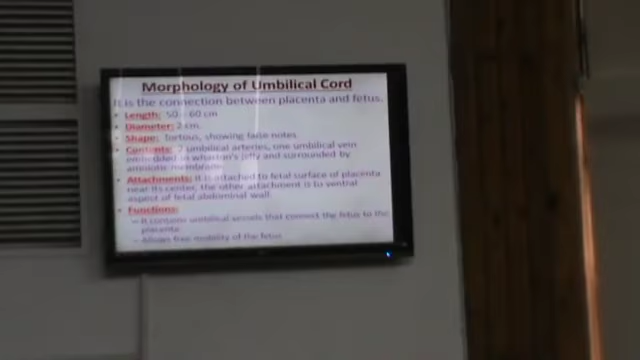 Morphology of Umbilical Cord
It is the connection between placenta and fetus.
• Length: 50 - 60 cm
• Diameter: 2 cm.
• Shape: Tortous, showing false notes.
• Contents: 2 umbilical arteries, one umbilical vein
embedded in wharton's jelly and surrounded by
amniotic membrane.
• Attachments: It is attached to fetal surface of placenta
near its center, the other attachment is to ventral
aspect of fetal abdominal wall.
• Functions:
– It contains umbilical vessels that connect the fetus to the
placenta
– Allows free mobility of the fetus